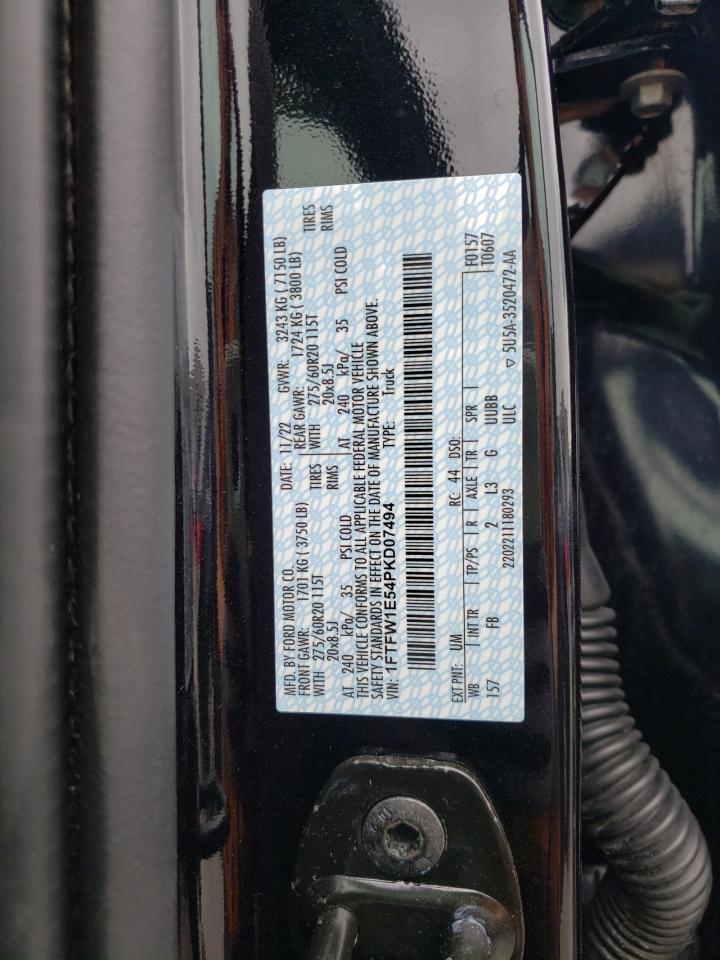 MFD. BY FORD MOTOR CO. DATE: 11/22 GVWR: 3243 KG ( 7150 LB)
FRONT GAWR: 1701 KG ( 3750 LB) REAR GAWR: 1724 KG ( 3800 LB)
WITH 275/60R20 115T TIRES WITH 275/60R20 115T TIRES
20x8.5J RIMS 20x8.5J RIMS
AT 240 kPa/ 35 PSI COLD AT 240 kPa/ 35 PSI COLD
THIS VEHICLE CONFORMS TO ALL APPLICABLE FEDERAL MOTOR VEHICLE
SAFETY STANDARDS IN EFFECT ON THE DATE OF MANUFACTURE SHOWN ABOVE.
VIN: 1FTFW1E54PKD07494 TYPE: Truck
EXT PNT: UM RC: 44 DSO: F0157
WB INT TR TP/PS R AXLE TR SPR T0607
157 FB 2 L3 G UUBB
2202211180293 ULC ▽ 5U5A-3520472-AA